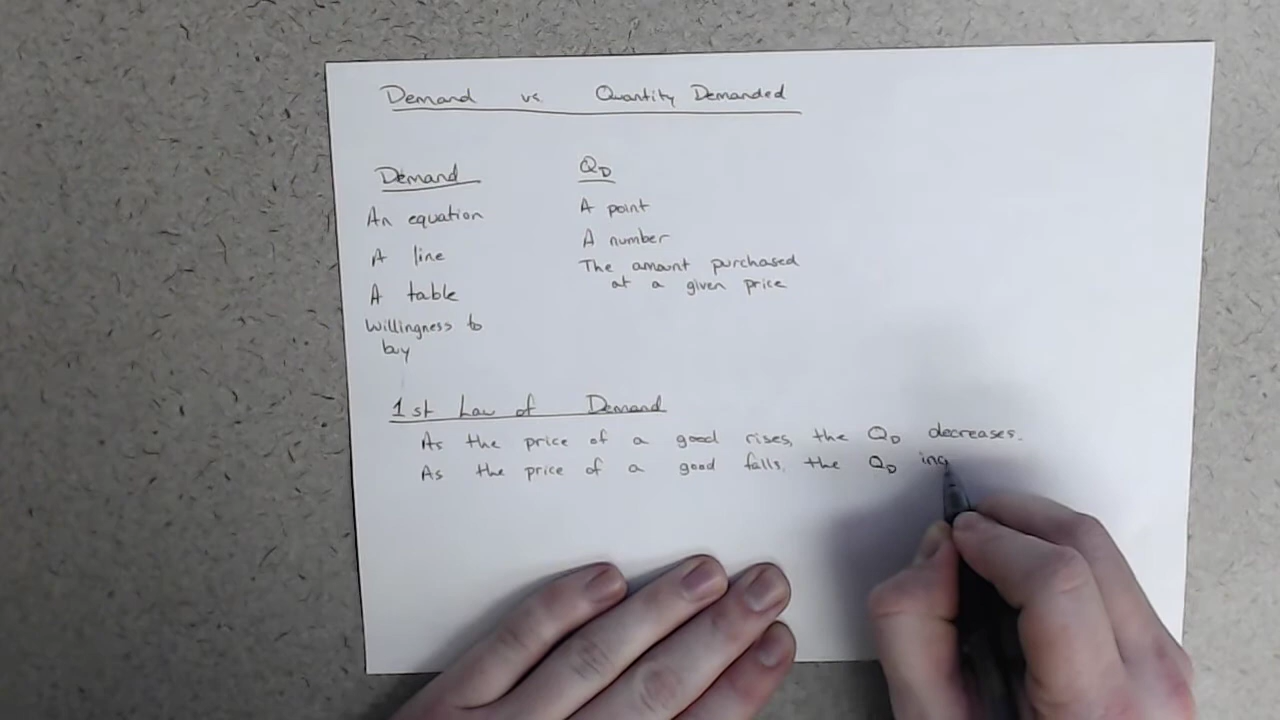 Demand vs. Quantity Demanded
Demand
An equation
A line
A table
Willingness to
buy
QD
A point
A number
The amount purchased
at a given price
1st Law of Demand
As the price of a good rises, the QD decreases.
As the price of a good falls, the QD inc